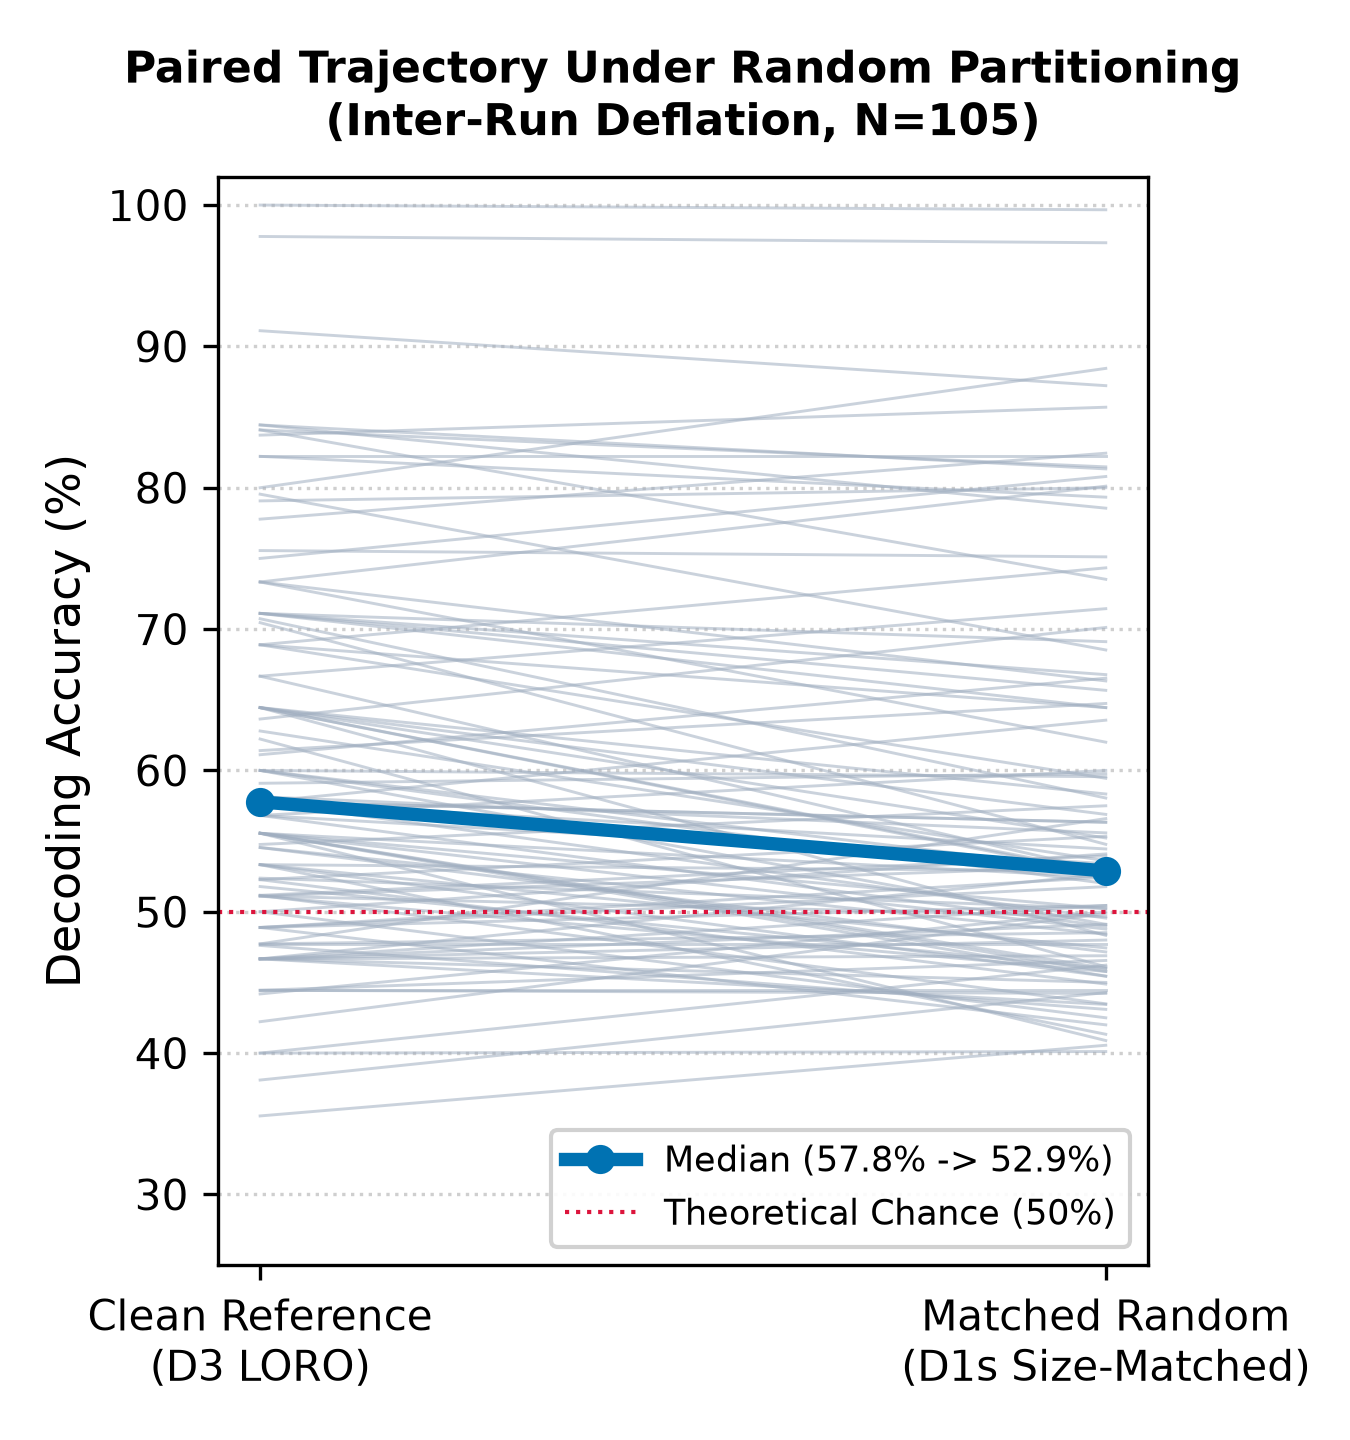 Paired Trajectory Under Random Partitioning
(Inter-Run Deflation, N=105)
Decoding Accuracy (%)
100
90
80
70
60
50
40
30
Median (57.8% -> 52.9%)
Theoretical Chance (50%)
Clean Reference
(D3 LORO)
Matched Random
(D1s Size-Matched)